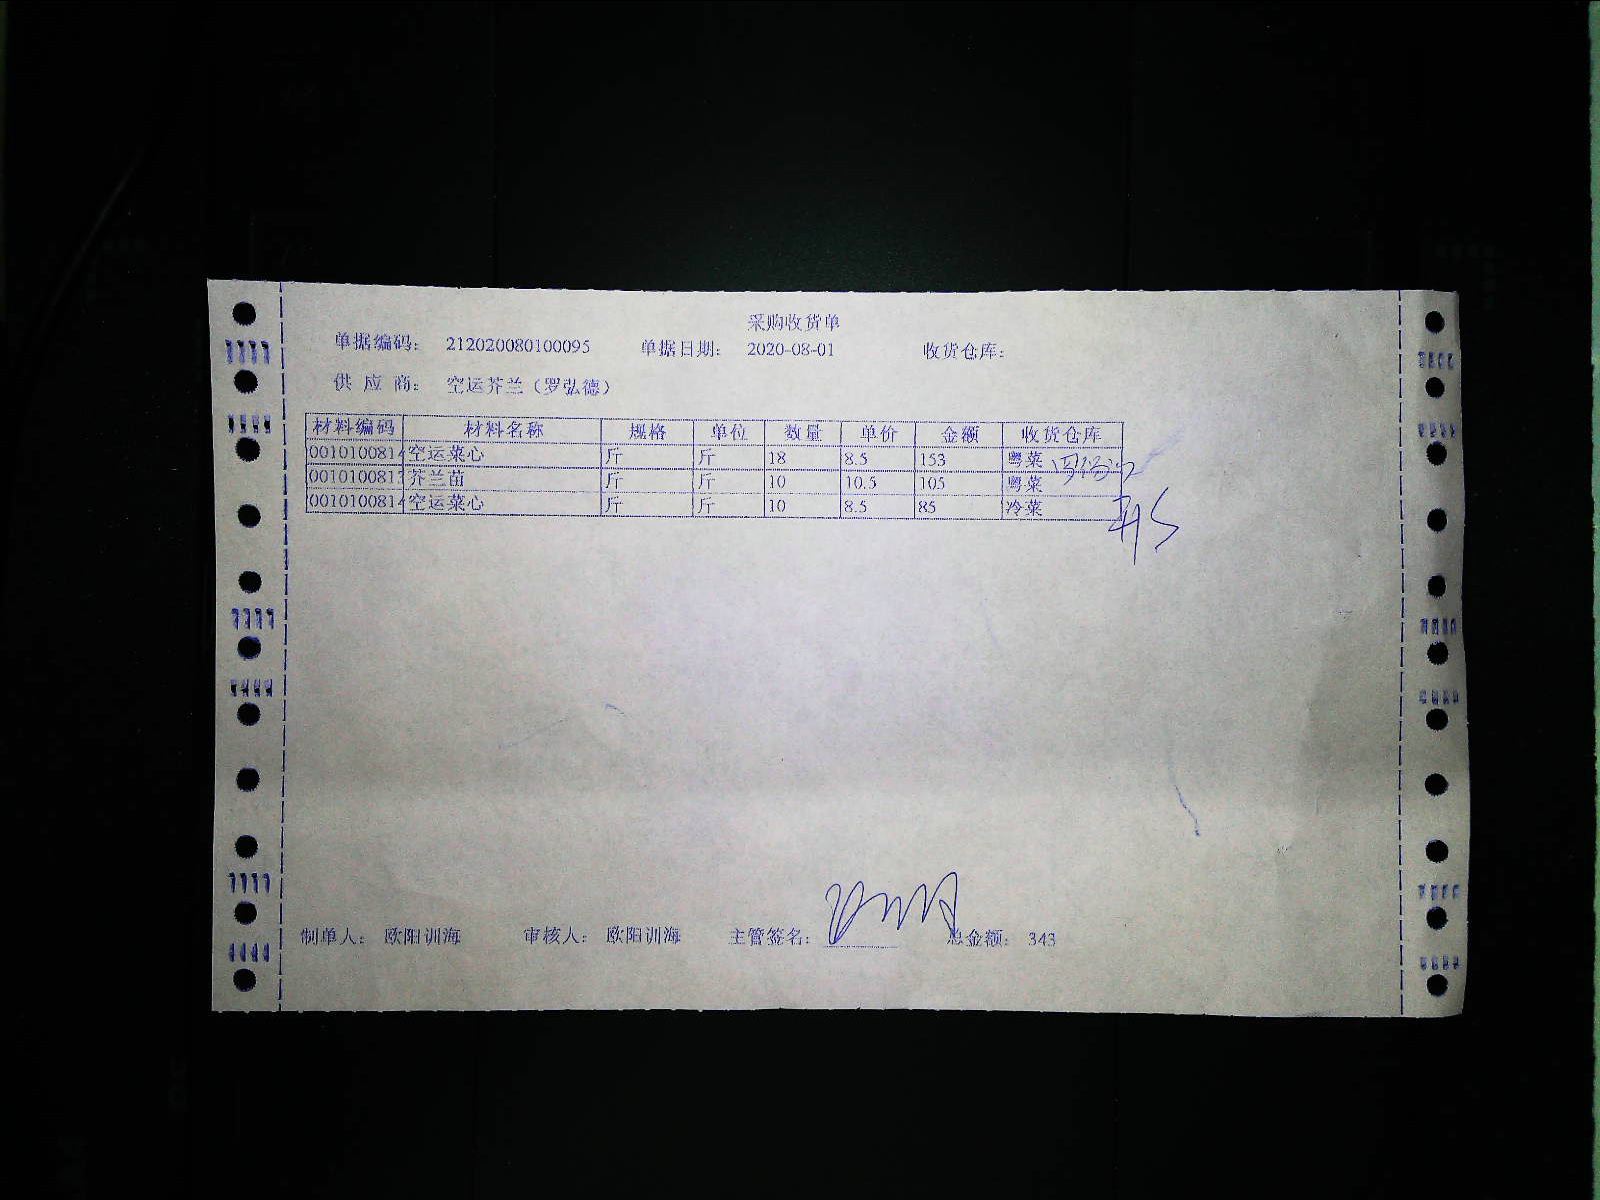 采购收货单
单据编码： 212020080100095 单据日期： 2020-08-01 收货仓库：
供 应 商： 空运芥兰（罗弘德）
材料编码 材料名称 规格 单位 数量 单价 金额 收货仓库
001010081 空运菜心 斤 斤 18 8.5 153 粤菜
001010081 芥兰苗 斤 斤 10 10.5 105 粤菜
001010081 空运菜心 斤 斤 10 8.5 85 冷菜
制单人： 欧阳训海 审核人： 欧阳训海 主管签名： 总金额： 343